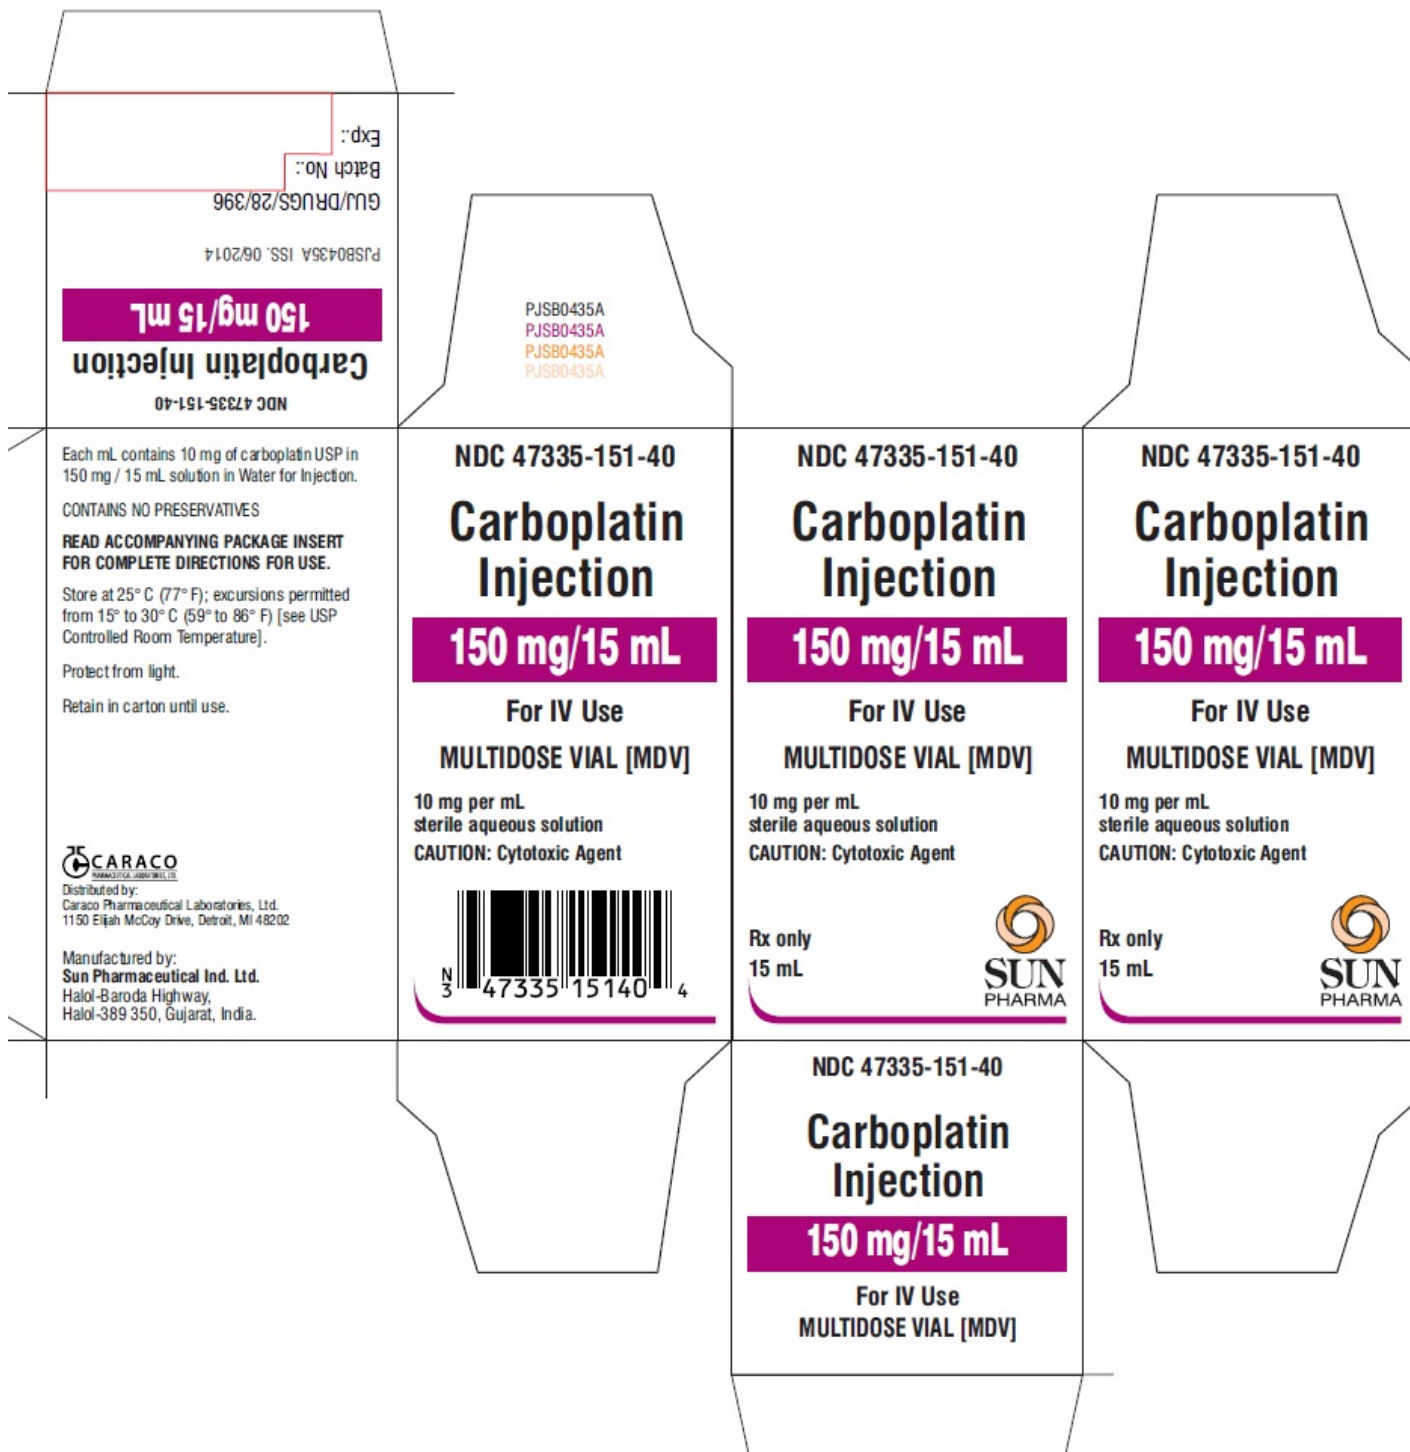 Exp.:
Batch No.:
GUJ/DRUGS/28/396
PJSB0435A ISS. 06/2014
150 mg/15 mL
Carboplatin Injection
NDC 47335-151-40
Each mL contains 10 mg of carboplatin USP in
150 mg / 15 mL solution in Water for Injection.
CONTAINS NO PRESERVATIVES
READ ACCOMPANYING PACKAGE INSERT
FOR COMPLETE DIRECTIONS FOR USE.
Store at 25° C (77° F); excursions permitted
from 15° to 30° C (59° to 86° F) [see USP
Controlled Room Temperature].
Protect from light.
Retain in carton until use.
CARACO
PHARMACEUTICAL LABORATORIES, LTD.
Distributed by:
Caraco Pharmaceutical Laboratories, Ltd.
1150 Elijah McCoy Drive, Detroit, MI 48202
Manufactured by:
Sun Pharmaceutical Ind. Ltd.
Halol-Baroda Highway,
Halol-389 350, Gujarat, India.
PJSB0435A
PJSB0435A
PJSB0435A
PJSB0435A
NDC 47335-151-40
Carboplatin
Injection
150 mg/15 mL
For IV Use
MULTIDOSE VIAL [MDV]
10 mg per mL
sterile aqueous solution
CAUTION: Cytotoxic Agent
N
3 47335 15140 4
NDC 47335-151-40
Carboplatin
Injection
150 mg/15 mL
For IV Use
MULTIDOSE VIAL [MDV]
10 mg per mL
sterile aqueous solution
CAUTION: Cytotoxic Agent
Rx only
15 mL
SUN
PHARMA
NDC 47335-151-40
Carboplatin
Injection
150 mg/15 mL
For IV Use
MULTIDOSE VIAL [MDV]
10 mg per mL
sterile aqueous solution
CAUTION: Cytotoxic Agent
Rx only
15 mL
SUN
PHARMA
NDC 47335-151-40
Carboplatin
Injection
150 mg/15 mL
For IV Use
MULTIDOSE VIAL [MDV]